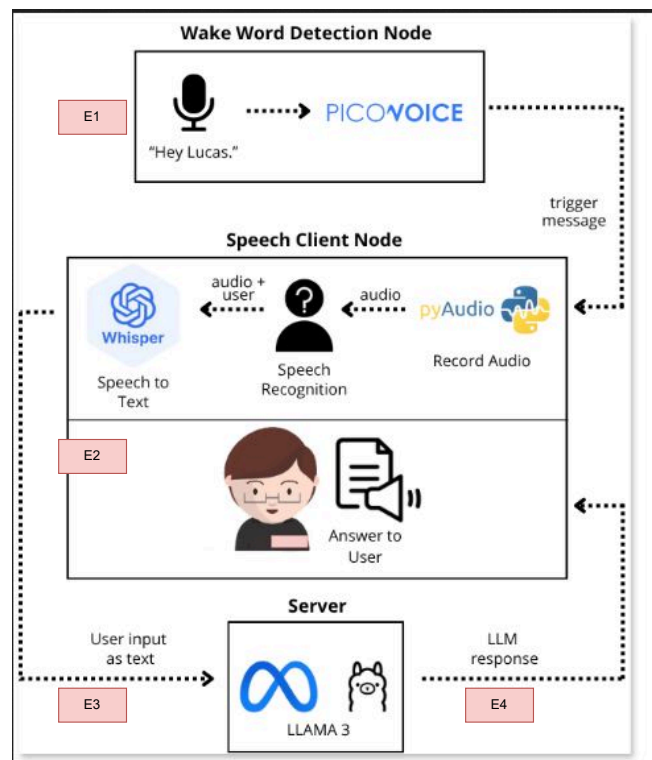 Wake Word Detection Node
E1
PICOVOICE
“Hey Lucas.”
trigger
message
Speech Client Node
audio +
user
audio
?
Whisper
pyAudio
Speech to
Text
Speech
Recognition
Record Audio
E2
Answer to
User
Server
User input
as text
LLM
response
E3
E4
LLAMA 3